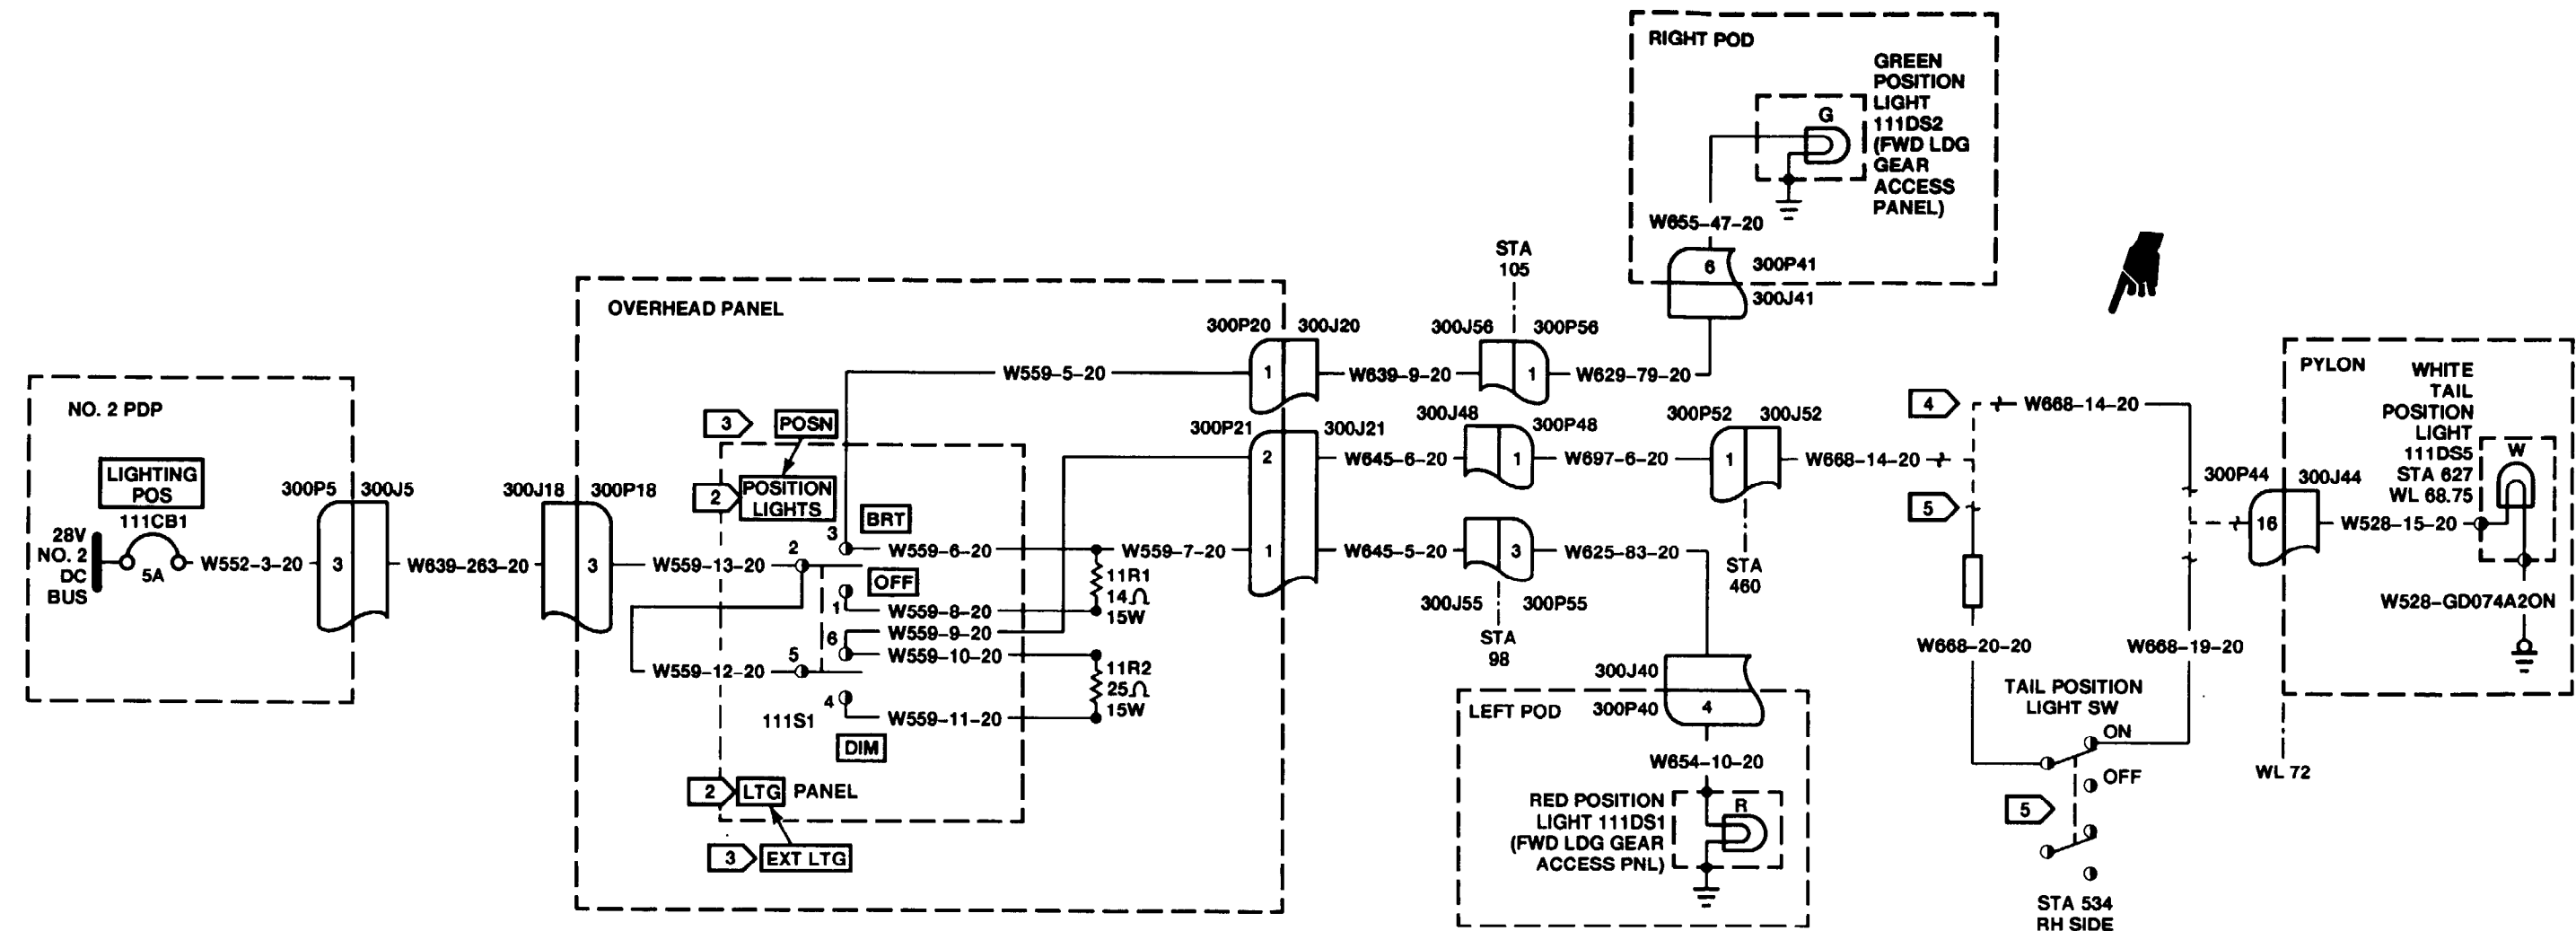 NO. 2 PDP
LIGHTING
POS
111CB1
5A
28V
NO. 2
DC
BUS
W552-3-20
300P5
300J5
3
W639-263-20
300J18
300P18
3
OVERHEAD PANEL
W559-13-20
3
POSN
2
POSITION
LIGHTS
BRT
OFF
DIM
2
3
1
6
5
4
111S1
W559-5-20
W559-6-20
W559-7-20
W559-8-20
W559-9-20
W559-10-20
W559-12-20
W559-11-20
11R1
14Ω
15W
11R2
25Ω
15W
2
LTG
PANEL
3
EXT LTG
300P20
300J20
1
300P21
300J21
2
1
W639-9-20
W645-6-20
W645-5-20
STA
105
300J56
300P56
1
W629-79-20
300J48
300P48
1
W697-6-20
3
W625-83-20
300J55
300P55
STA
98
RIGHT POD
GREEN
POSITION
LIGHT
111DS2
(FWD LDG
GEAR
ACCESS
PANEL)
G
W655-47-20
6
300P41
300J41
300P52
300J52
1
STA
460
W668-14-20
300J40
300P40
4
LEFT POD
W654-10-20
RED POSITION
LIGHT 111DS1
(FWD LDG GEAR
ACCESS PNL)
R
4
W668-14-20
5
W668-20-20
W668-19-20
TAIL POSITION
LIGHT SW
ON
OFF
5
STA 534
RH SIDE
300P44
300J44
16
W528-15-20
PYLON
WHITE
TAIL
POSITION
LIGHT
111DS5
STA 627
WL 68.75
W
W528-GD074A2ON
WL 72